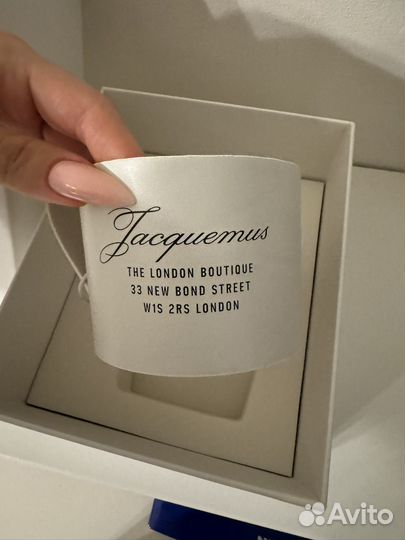 Jacquemus
THE LONDON BOUTIQUE
33 NEW BOND STREET
W1S 2RS LONDON
Avito